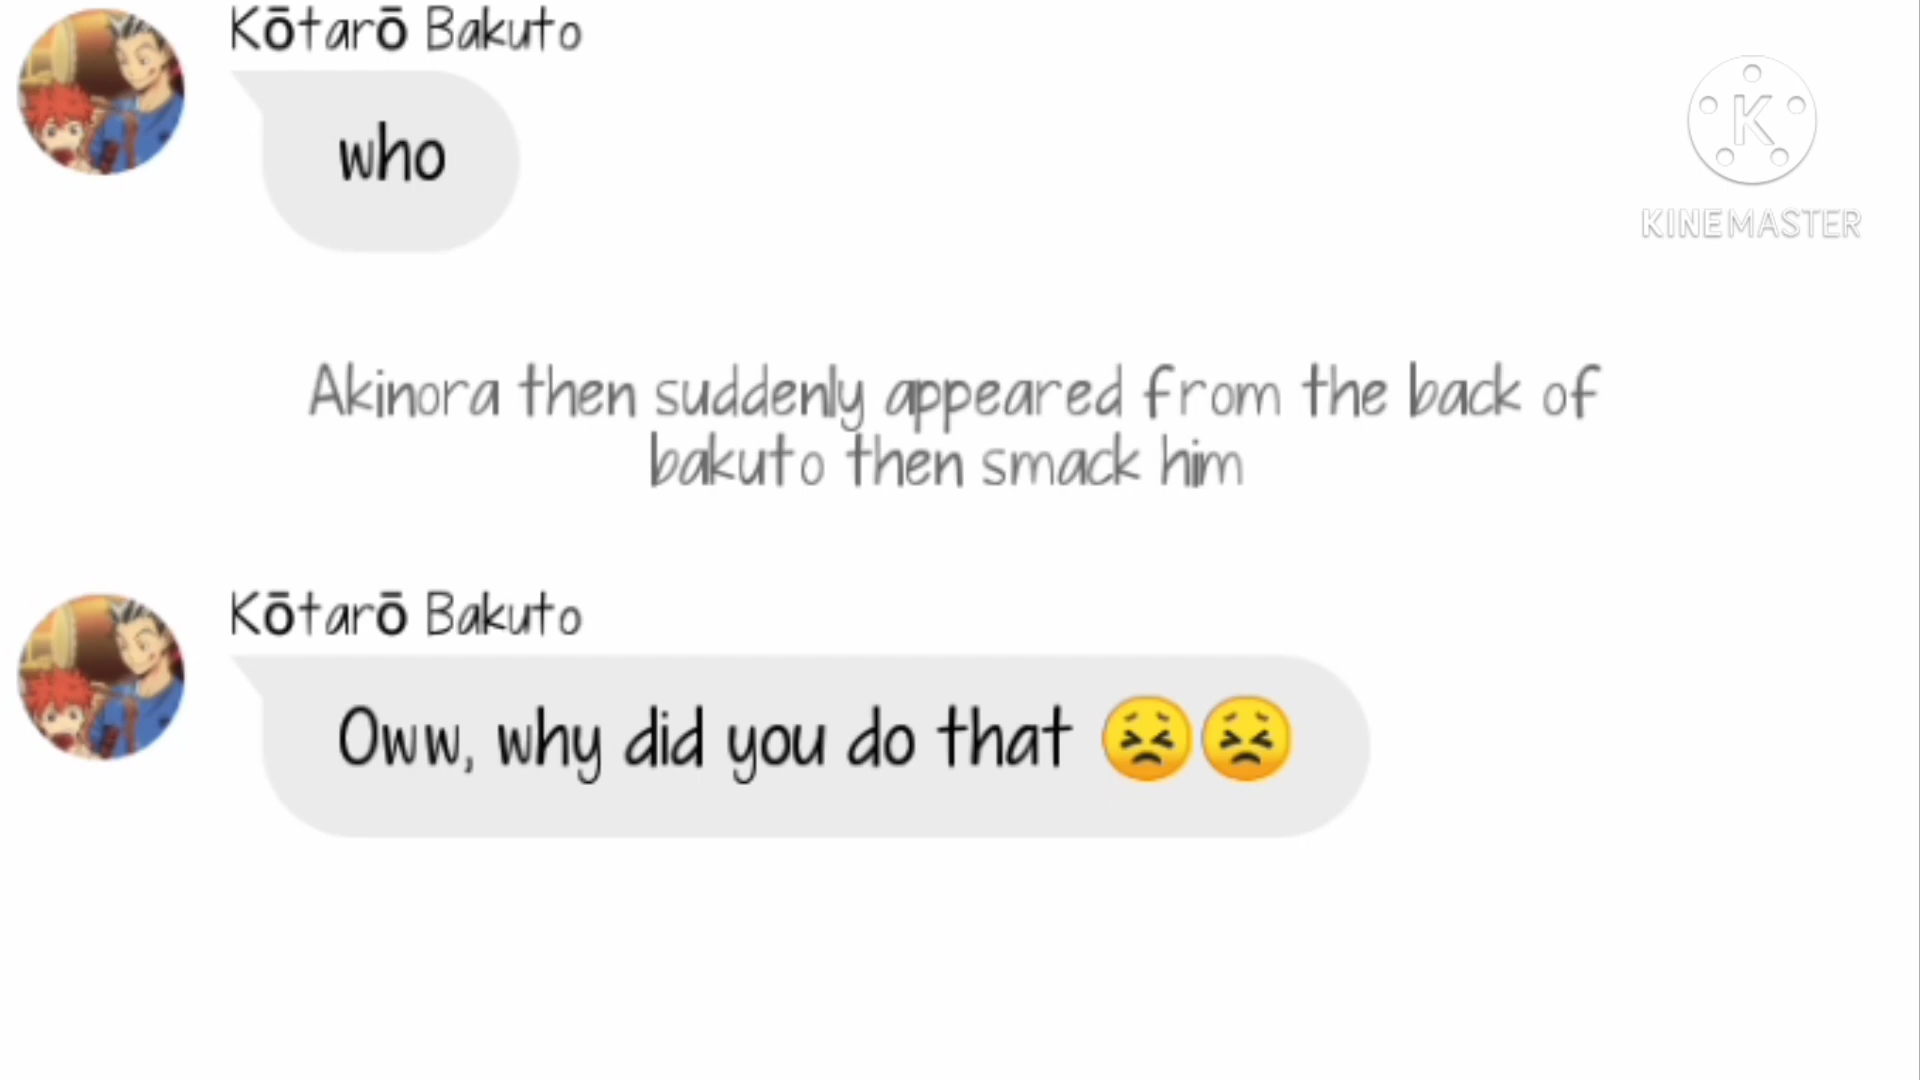 Kōtarō Bakuto
who
K
KINEMASTER
Akinora then suddenly appeared from the back of
bakuto then smack him
Kōtarō Bakuto
Oww, why did you do that 😣😣